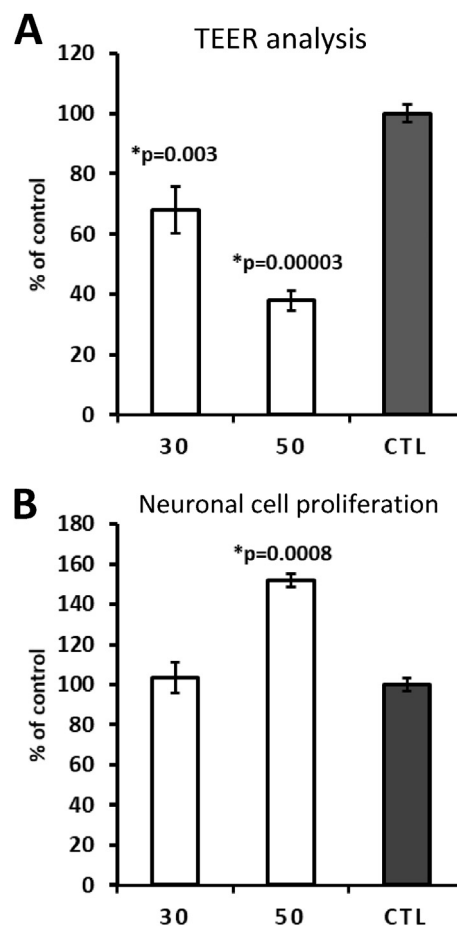 A
TEER analysis
120
100
80
60
40
20
0
% of control
*p=0.003
*p=0.00003
30 50 CTL
B
Neuronal cell proliferation
180
160
140
120
100
80
60
40
20
0
% of control
*p=0.0008
30 50 CTL